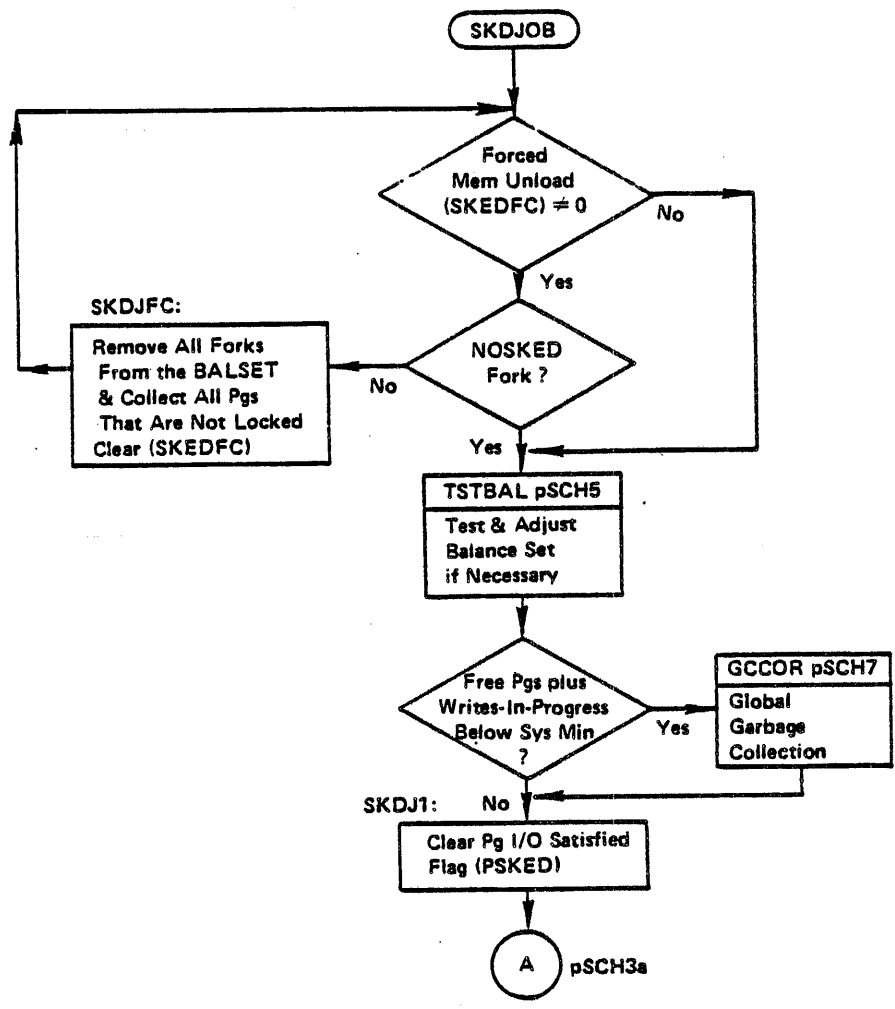 SKDJOB
Forced
Mem Unload
(SKEDFC) ≠ 0
No
Yes
SKDJFC:
Remove All Forks
From the BALSET
& Collect All Pgs
That Are Not Locked
Clear (SKEDFC)
NOSKED
Fork ?
No
Yes
TSTBAL pSCH5
Test & Adjust
Balance Set
if Necessary
Free Pgs plus
Writes-In-Progress
Below Sys Min
?
Yes
GCCOR pSCH7
Global
Garbage
Collection
No
SKDJ1:
Clear Pg I/O Satisfied
Flag (PSKED)
A
pSCH3a